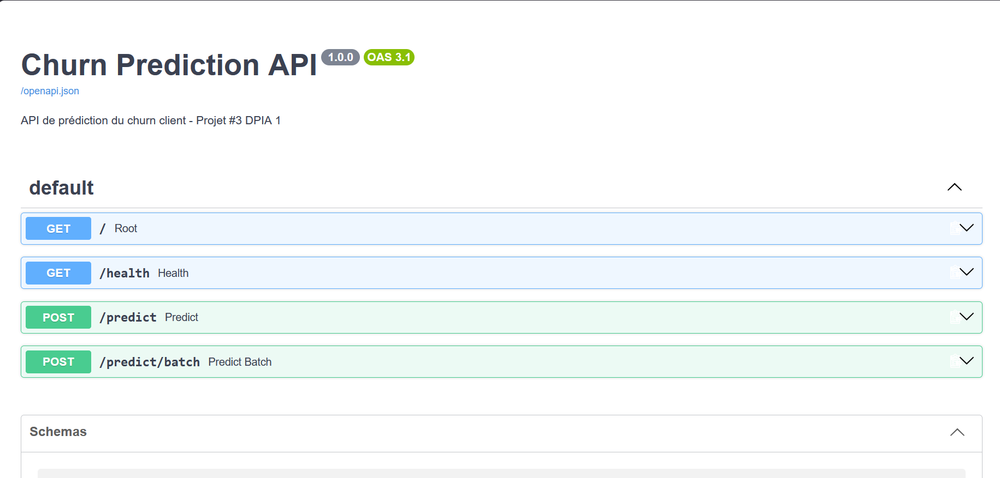 Churn Prediction API 1.0.0 OAS 3.1
/openapi.json
API de prédiction du churn client - Projet #3 DPIA 1
default
GET / Root
GET /health Health
POST /predict Predict
POST /predict/batch Predict Batch
Schemas